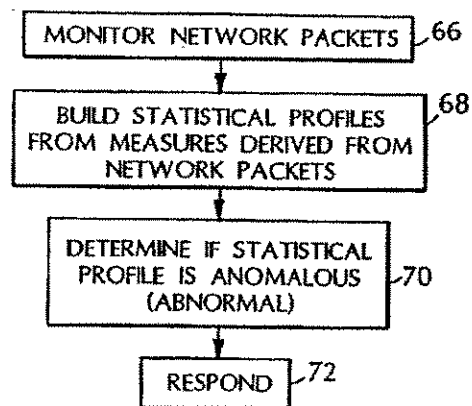 MONITOR NETWORK PACKETS 66
BUILD STATISTICAL PROFILES 68
FROM MEASURES DERIVED FROM
NETWORK PACKETS
DETERMINE IF STATISTICAL
PROFILE IS ANOMALOUS 70
(ABNORMAL)
RESPOND 72